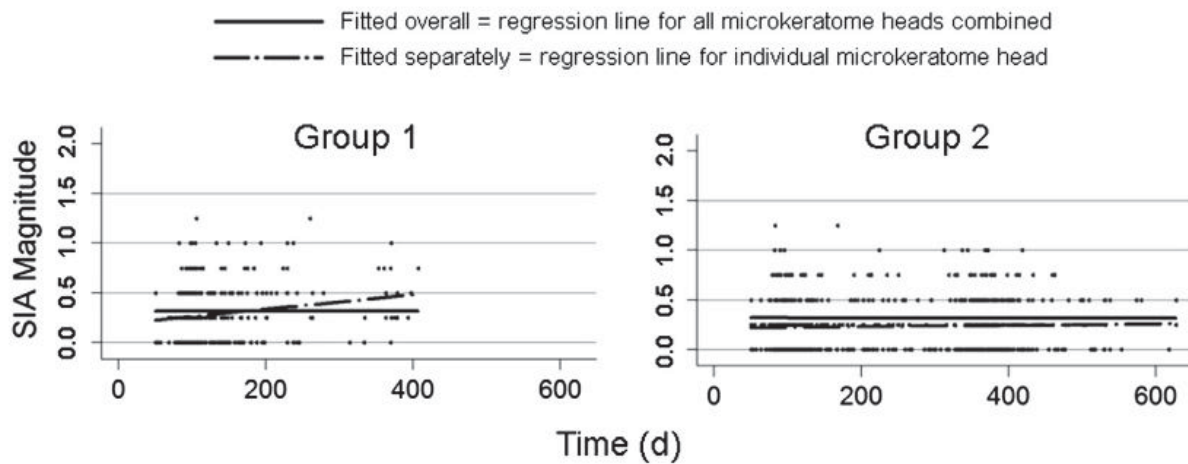 Fitted overall = regression line for all microkeratome heads combined
Fitted separately = regression line for individual microkeratome head
Group 1
Group 2
SIA Magnitude
2.0
1.5
1.0
0.5
0.0
2.0
1.5
1.0
0.5
0.0
0 200 400 600
0 200 400 600
Time (d)